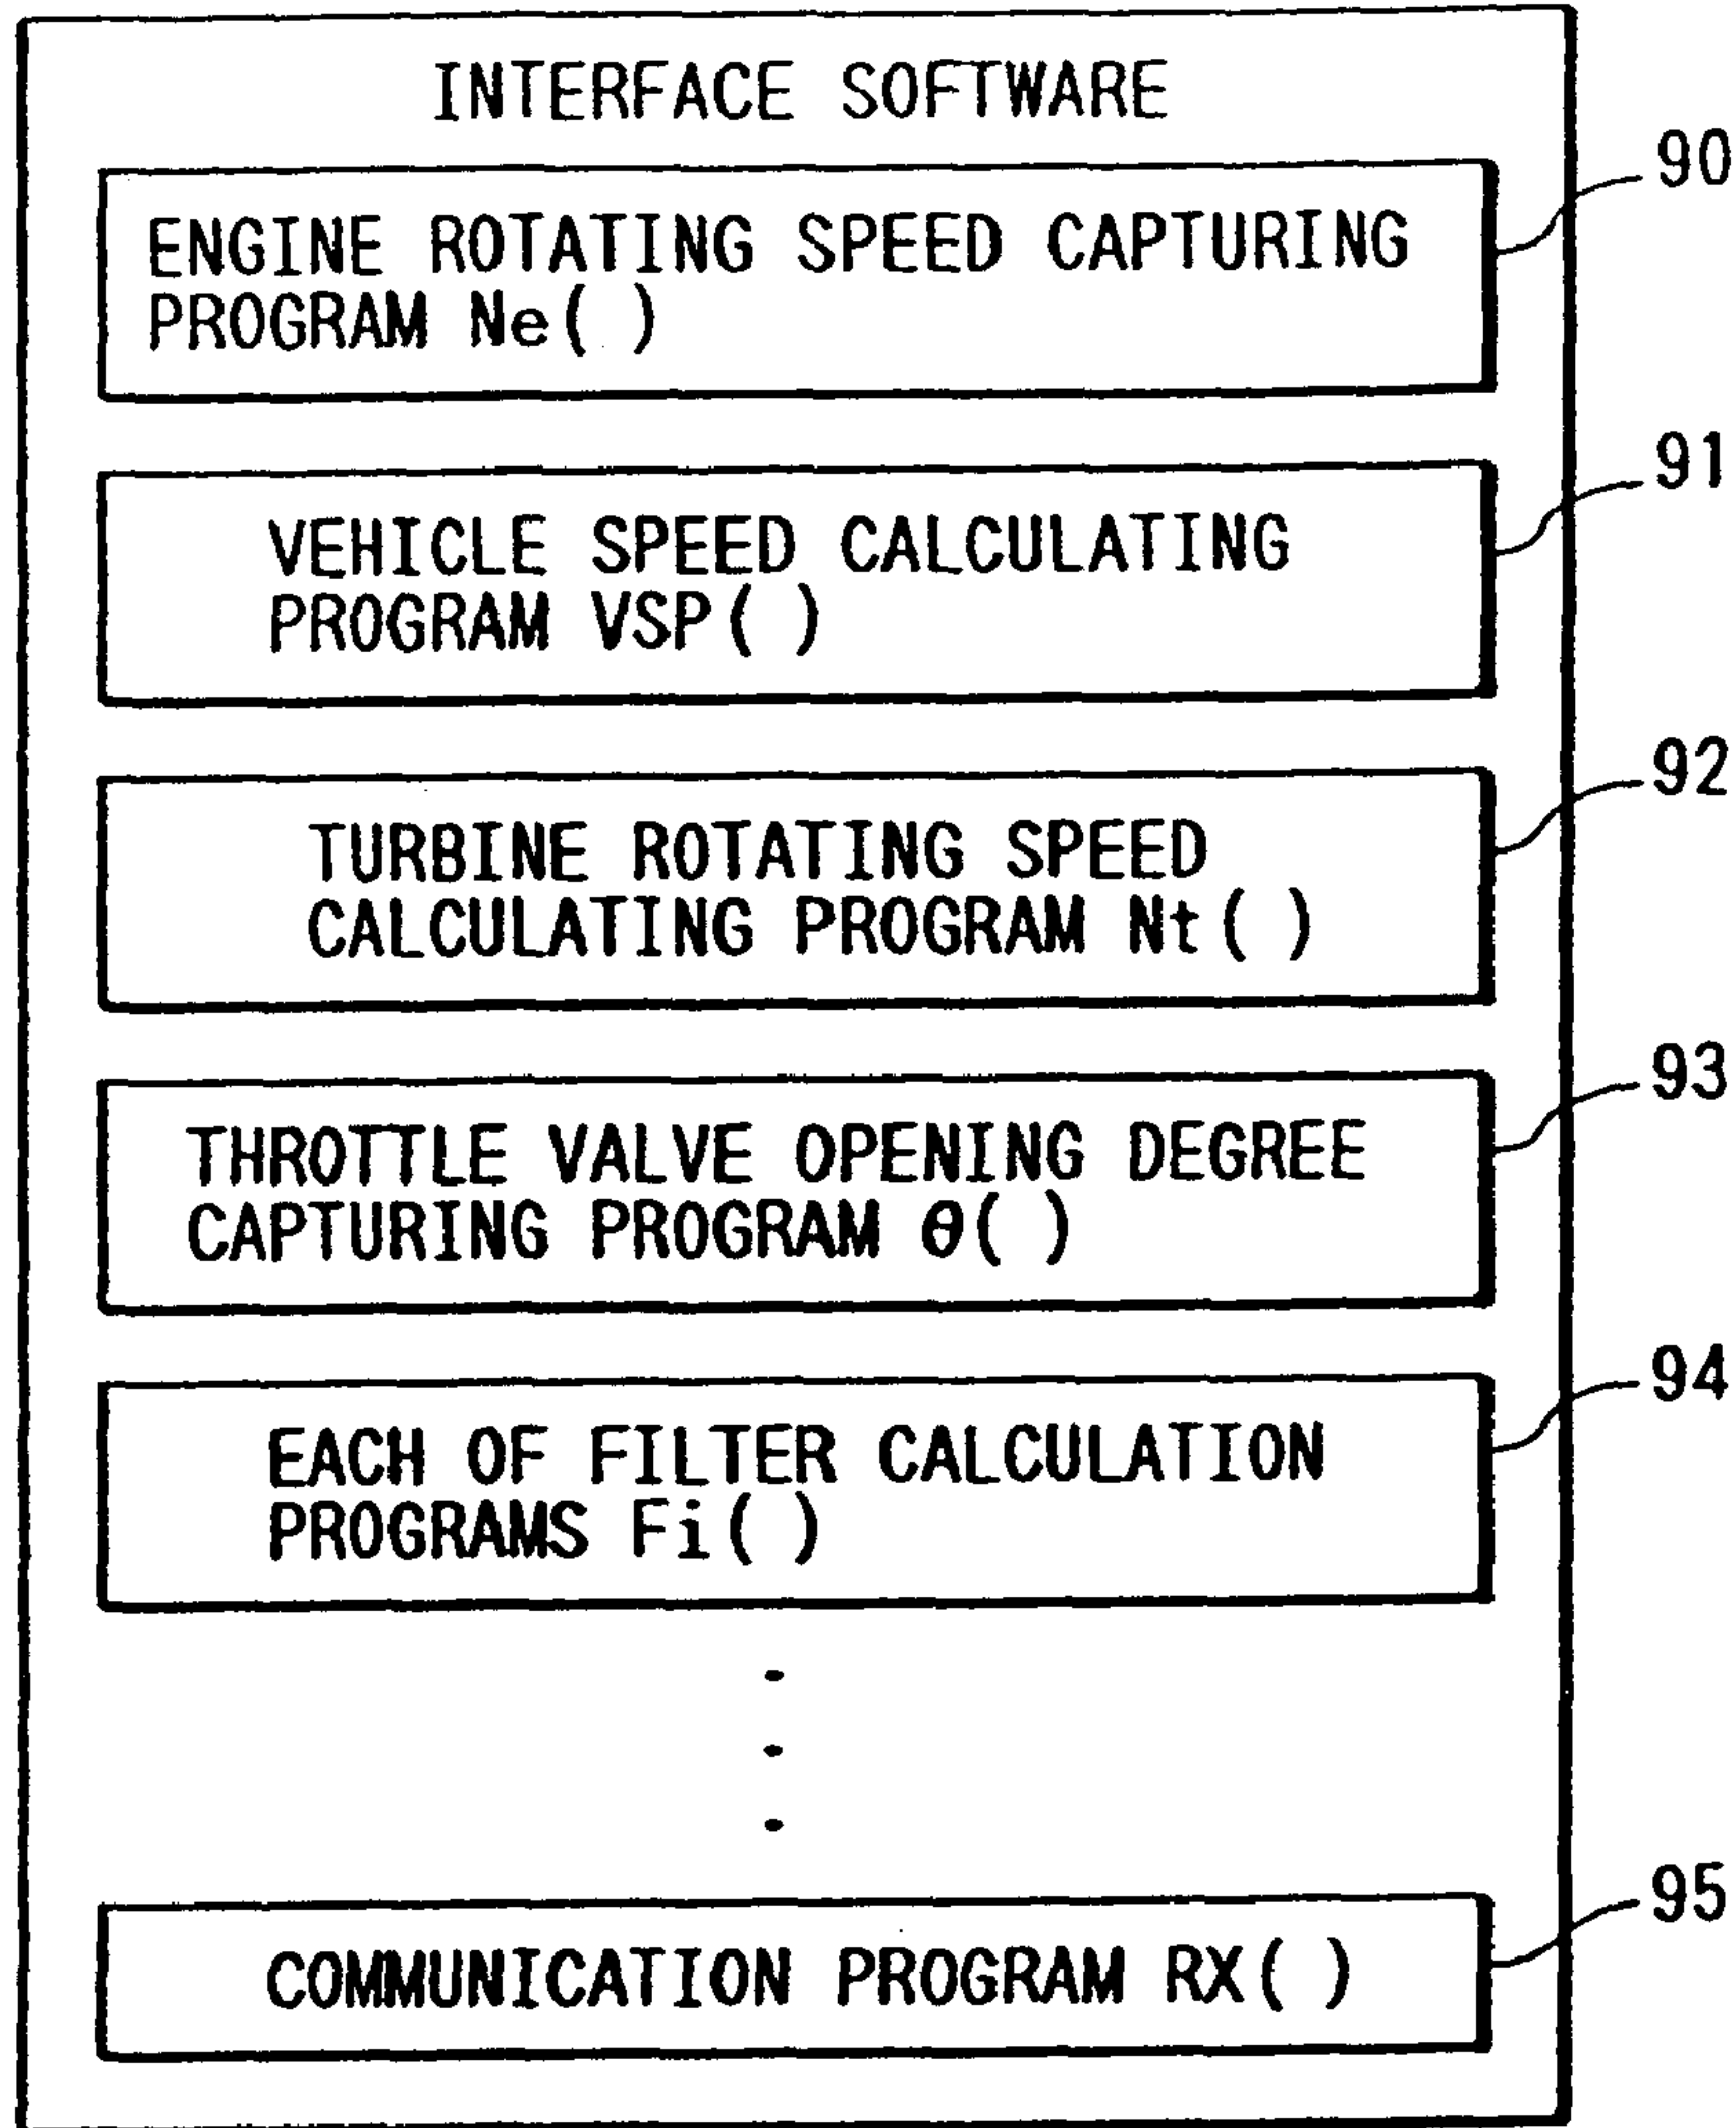 INTERFACE SOFTWARE
90
ENGINE ROTATING SPEED CAPTURING
PROGRAM Ne( )
91
VEHICLE SPEED CALCULATING
PROGRAM VSP( )
92
TURBINE ROTATING SPEED
CALCULATING PROGRAM Nt( )
93
THROTTLE VALVE OPENING DEGREE
CAPTURING PROGRAM θ( )
94
EACH OF FILTER CALCULATION
PROGRAMS Fi( )
95
COMMUNICATION PROGRAM RX( )